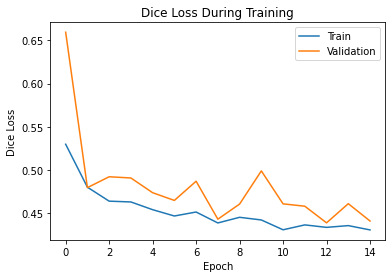 Dice Loss During Training
Train
Validation
Dice Loss
0.65
0.60
0.55
0.50
0.45
0 2 4 6 8 10 12 14
Epoch